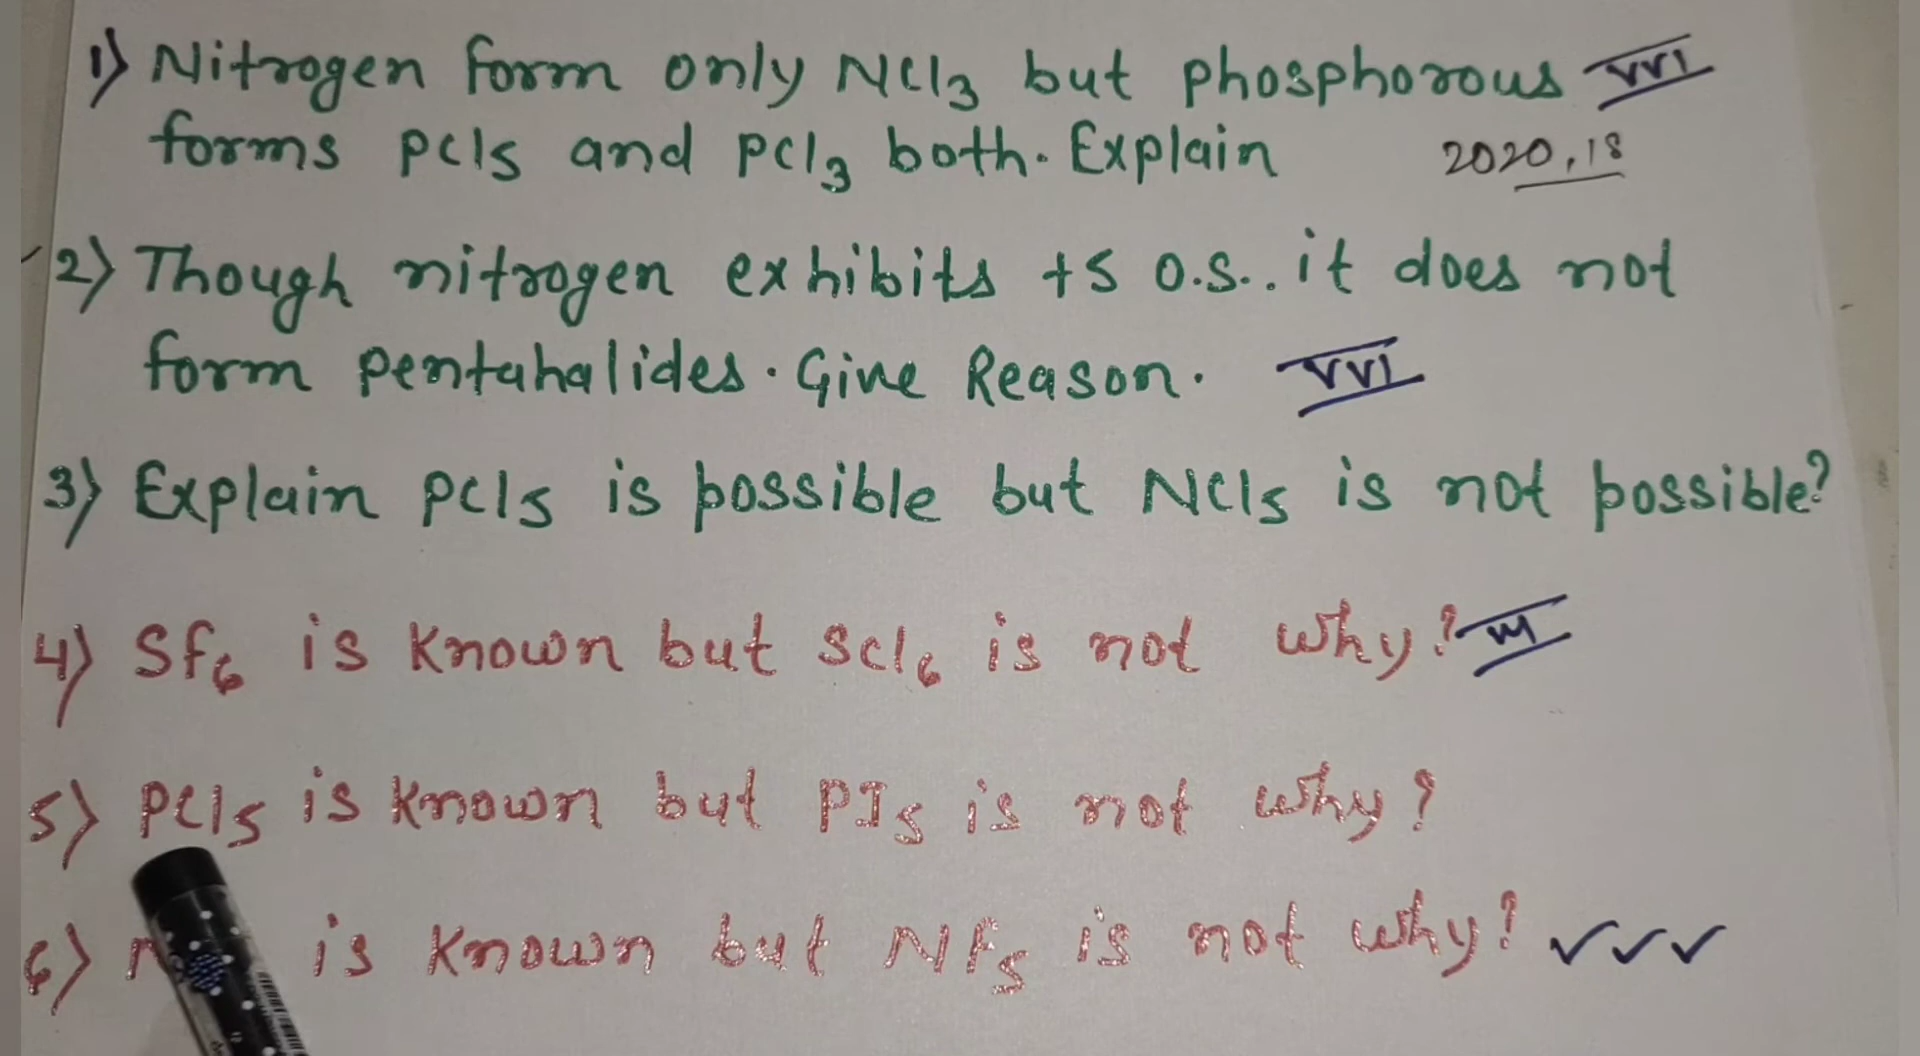 1) Nitrogen form only NCl3 but phosphorous VVI
forms PCl5 and PCl3 both. Explain 2020, 18
2) Though nitrogen exhibits +5 O.S.. it does not
form pentahalides. Give Reason. VVI
3) Explain PCl5 is possible but NCl5 is not possible?
4) Sf6 is known but SCl6 is not why?
5) PCl5 is known but PI5 is not why?
6) is known but NF5 is not why? ✓✓✓